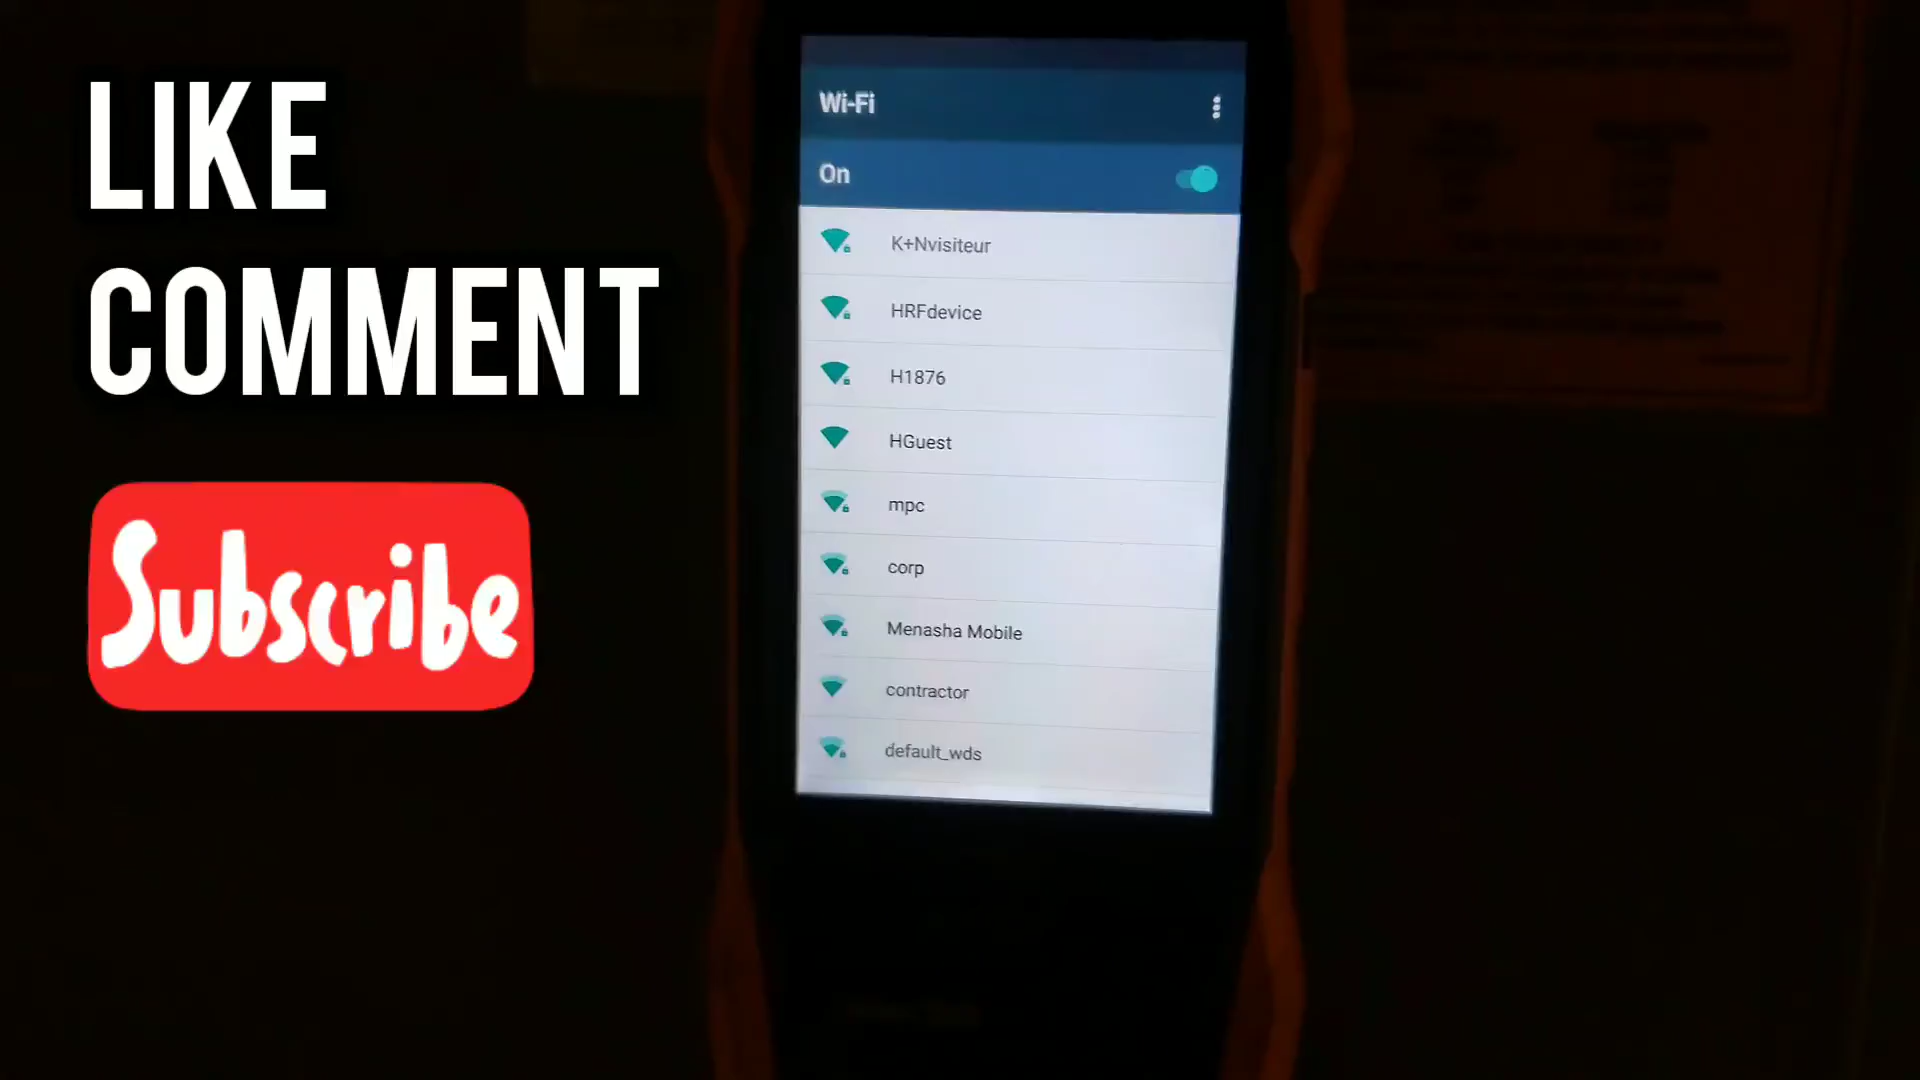 LIKE
COMMENT
Subscribe
Wi-Fi
On
K+Nvisiteur
HRFdevice
H1876
HGuest
mpc
corp
Menasha Mobile
contractor
default_wds